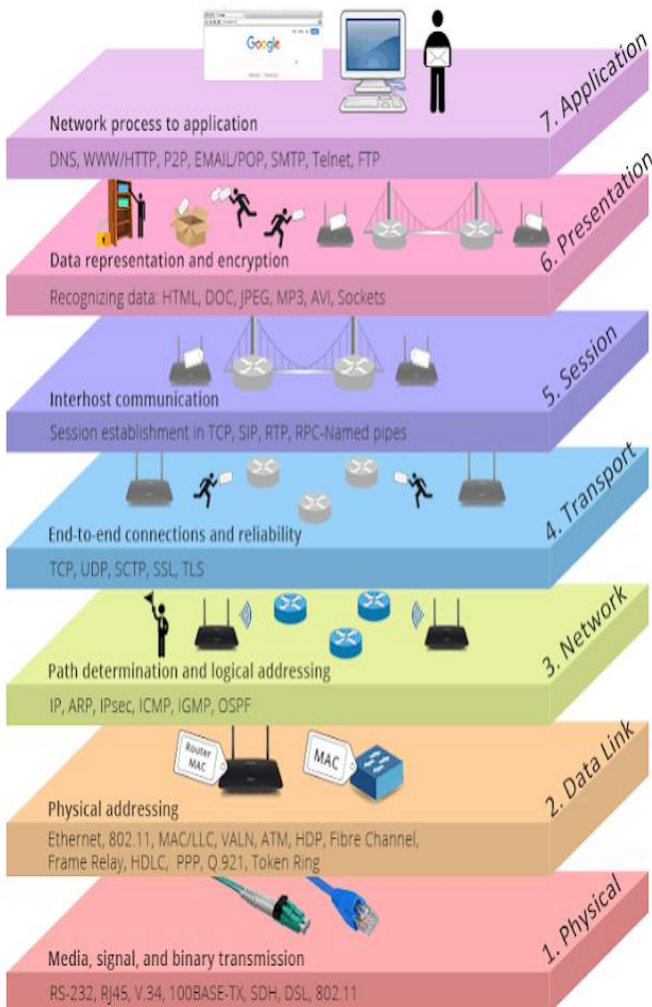 Google
7. Application
Network process to application
DNS, WWW/HTTP, P2P, EMAIL/POP, SMTP, Telnet, FTP
6. Presentation
Data representation and encryption
Recognizing data: HTML, DOC, JPEG, MP3, AVI, Sockets
5. Session
Interhost communication
Session establishment in TCP, SIP, RTP, RPC-Named pipes
4. Transport
End-to-end connections and reliability
TCP, UDP, SCTP, SSL, TLS
3. Network
Path determination and logical addressing
IP, ARP, IPsec, ICMP, IGMP, OSPF
Router
MAC
MAC
2. Data Link
Physical addressing
Ethernet, 802.11, MAC/LLC, VALN, ATM, HDP, Fibre Channel,
Frame Relay, HDLC, PPP, Q.921, Token Ring
1. Physical
Media, signal, and binary transmission
RS-232, RJ45, V.34, 100BASE-TX, SDH, DSL, 802.11